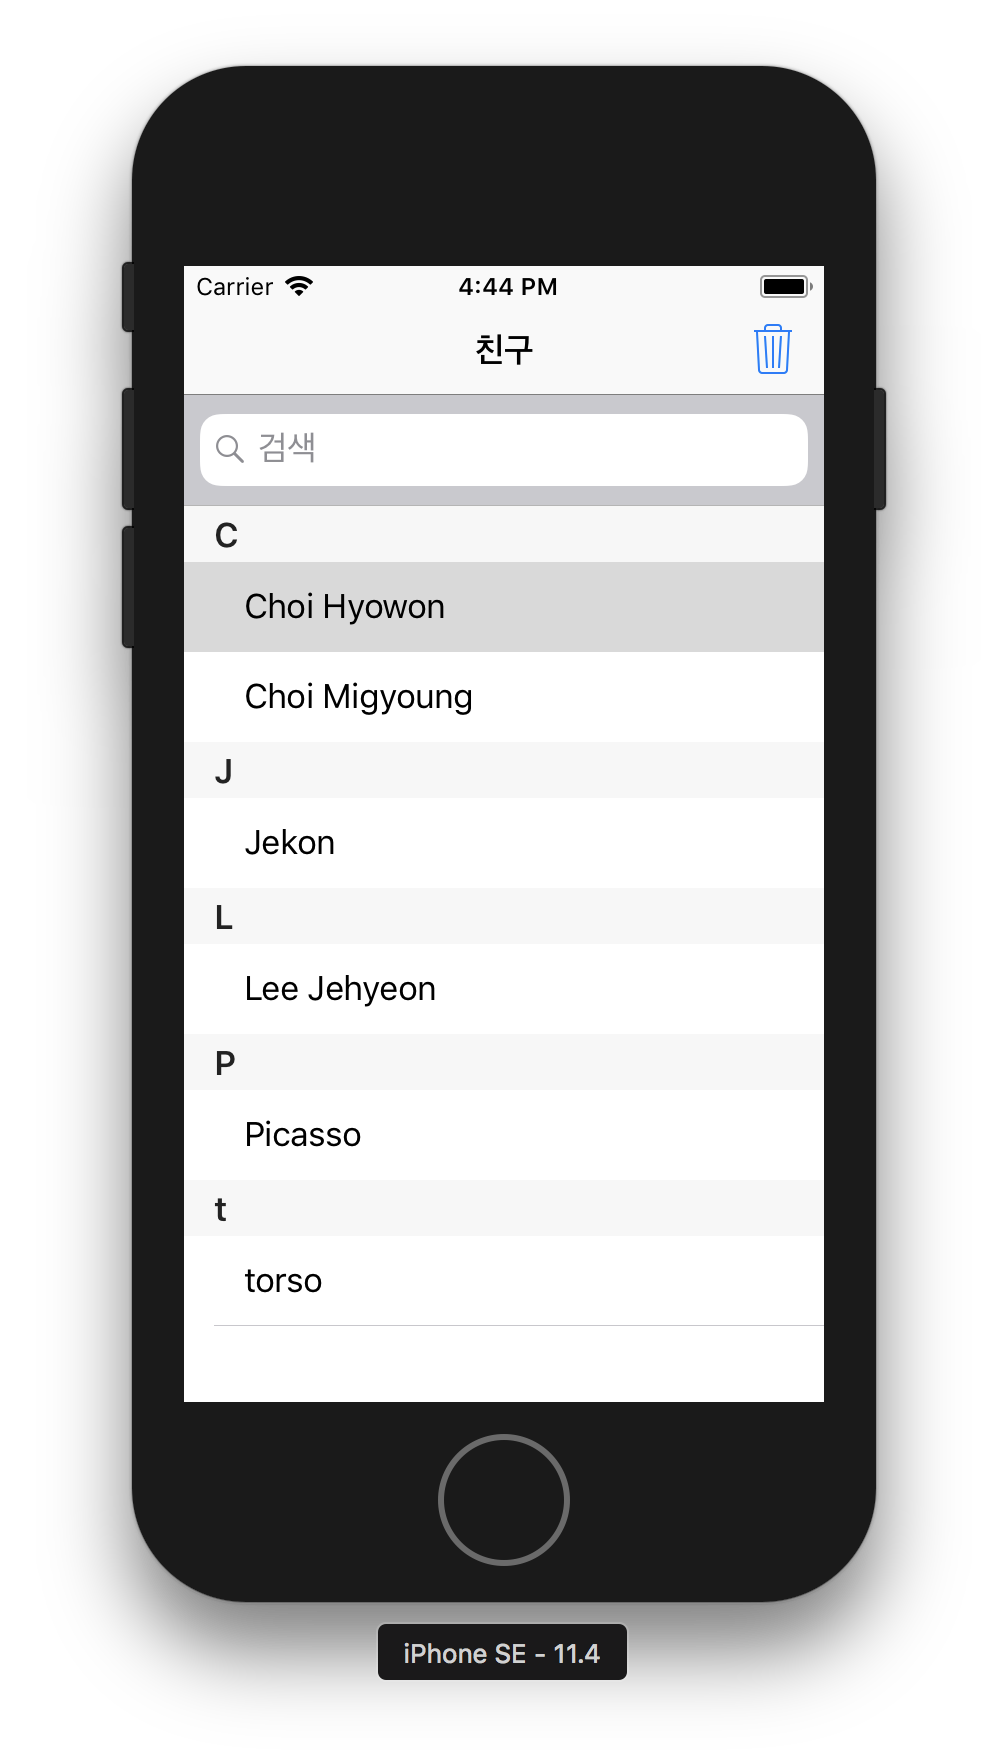 Carrier 4:44 PM
친구
검색
C
Choi Hyowon
Choi Migyoung
J
Jekon
L
Lee Jehyeon
P
Picasso
t
torso
iPhone SE - 11.4